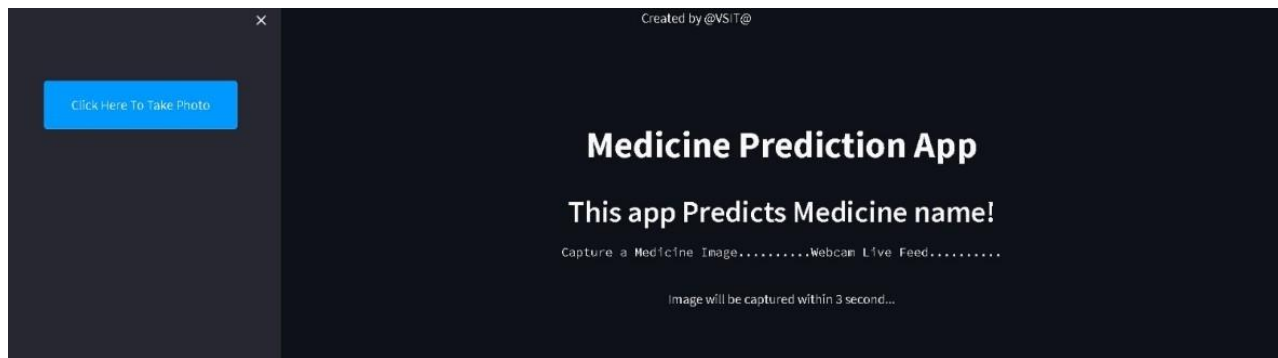 ×
Created by @VSIT@
Click Here To Take Photo
Medicine Prediction App
This app Predicts Medicine name!
Capture a Medicine Image..........Webcam Live Feed..........
Image will be captured within 3 second...